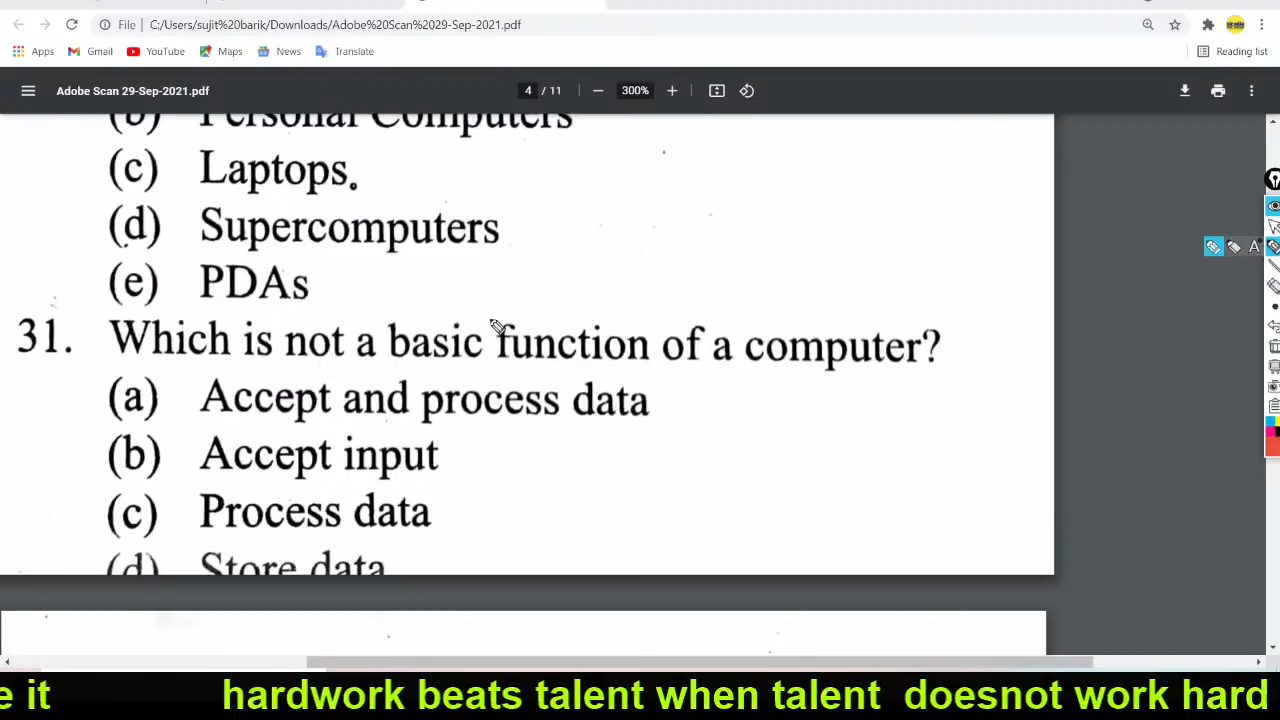 File
C:/Users/sujit%20barik/Downloads/Adobe%20Scan%2029-Sep-2021.pdf
Apps Gmail YouTube Maps News Translate Reading list
Adobe Scan 29-Sep-2021.pdf 4 / 11 300%
(b) Personal Computers
(c) Laptops.
(d) Supercomputers
(e) PDAs
31. Which is not a basic function of a computer?
(a) Accept and process data
(b) Accept input
(c) Process data
(d) Store data
A
e it hardwork beats talent when talent doesnot work hard